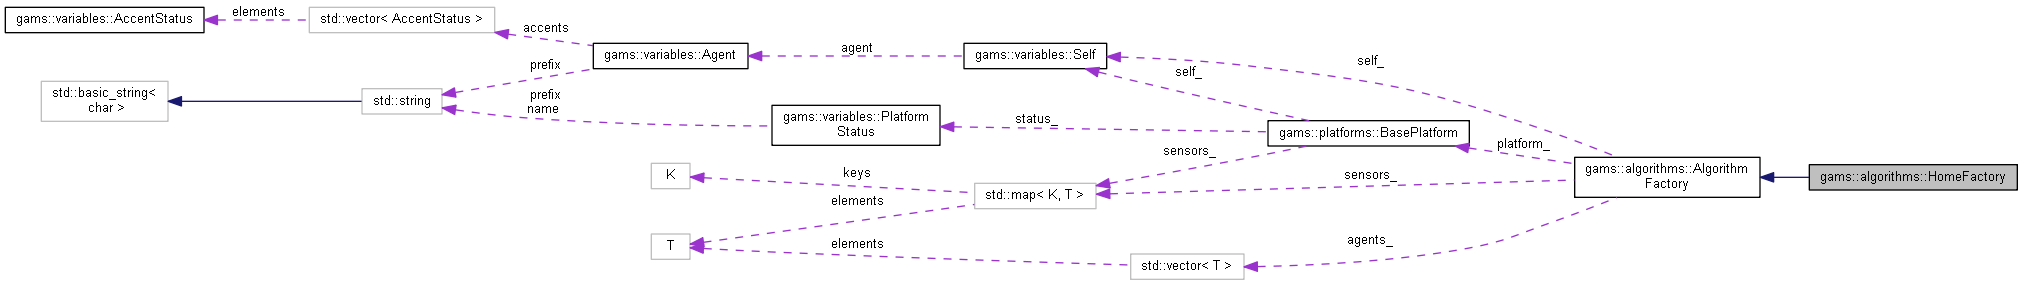 gams::variables::AccentStatus
elements
std::vector< AccentStatus >
accents
gams::variables::Agent
agent
gams::variables::Self
self_
prefix
self_
std::basic_string<
char >
std::string
prefix
name
gams::variables::Platform
Status
status_
gams::platforms::BasePlatform
platform_
sensors_
K
keys
std::map< K, T >
sensors_
gams::algorithms::Algorithm
Factory
gams::algorithms::HomeFactory
elements
T
elements
std::vector< T >
agents_